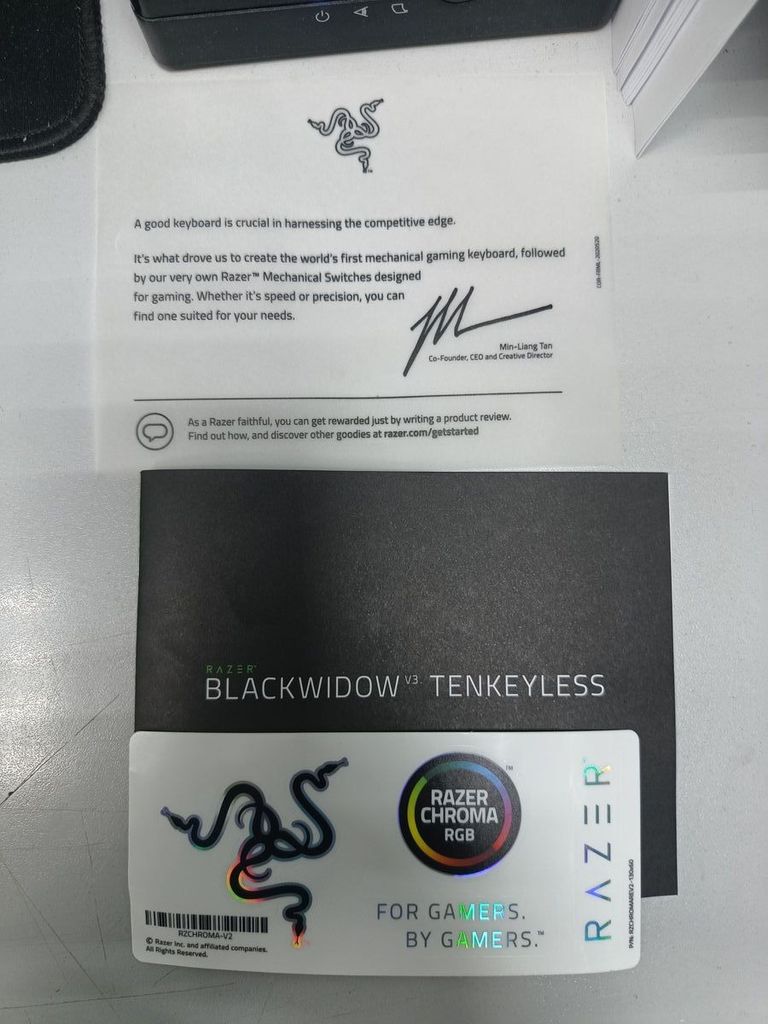 A good keyboard is crucial in harnessing the competitive edge.
It's what drove us to create the world's first mechanical gaming keyboard, followed
by our very own Razer™ Mechanical Switches designed
for gaming. Whether it's speed or precision, you can
find one suited for your needs.
Min-Liang Tan
Co-Founder, CEO and Creative Director
As a Razer faithful, you can get rewarded just by writing a product review.
Find out how, and discover other goodies at razer.com/getstarted
RAZER™
BLACKWIDOW V3 TENKEYLESS
RAZER
CHROMA
RGB
™
FOR GAMERS.
BY GAMERS.™
RAZER
RZCHROMA-V2
© Razer Inc. and affiliated companies.
All Rights Reserved.